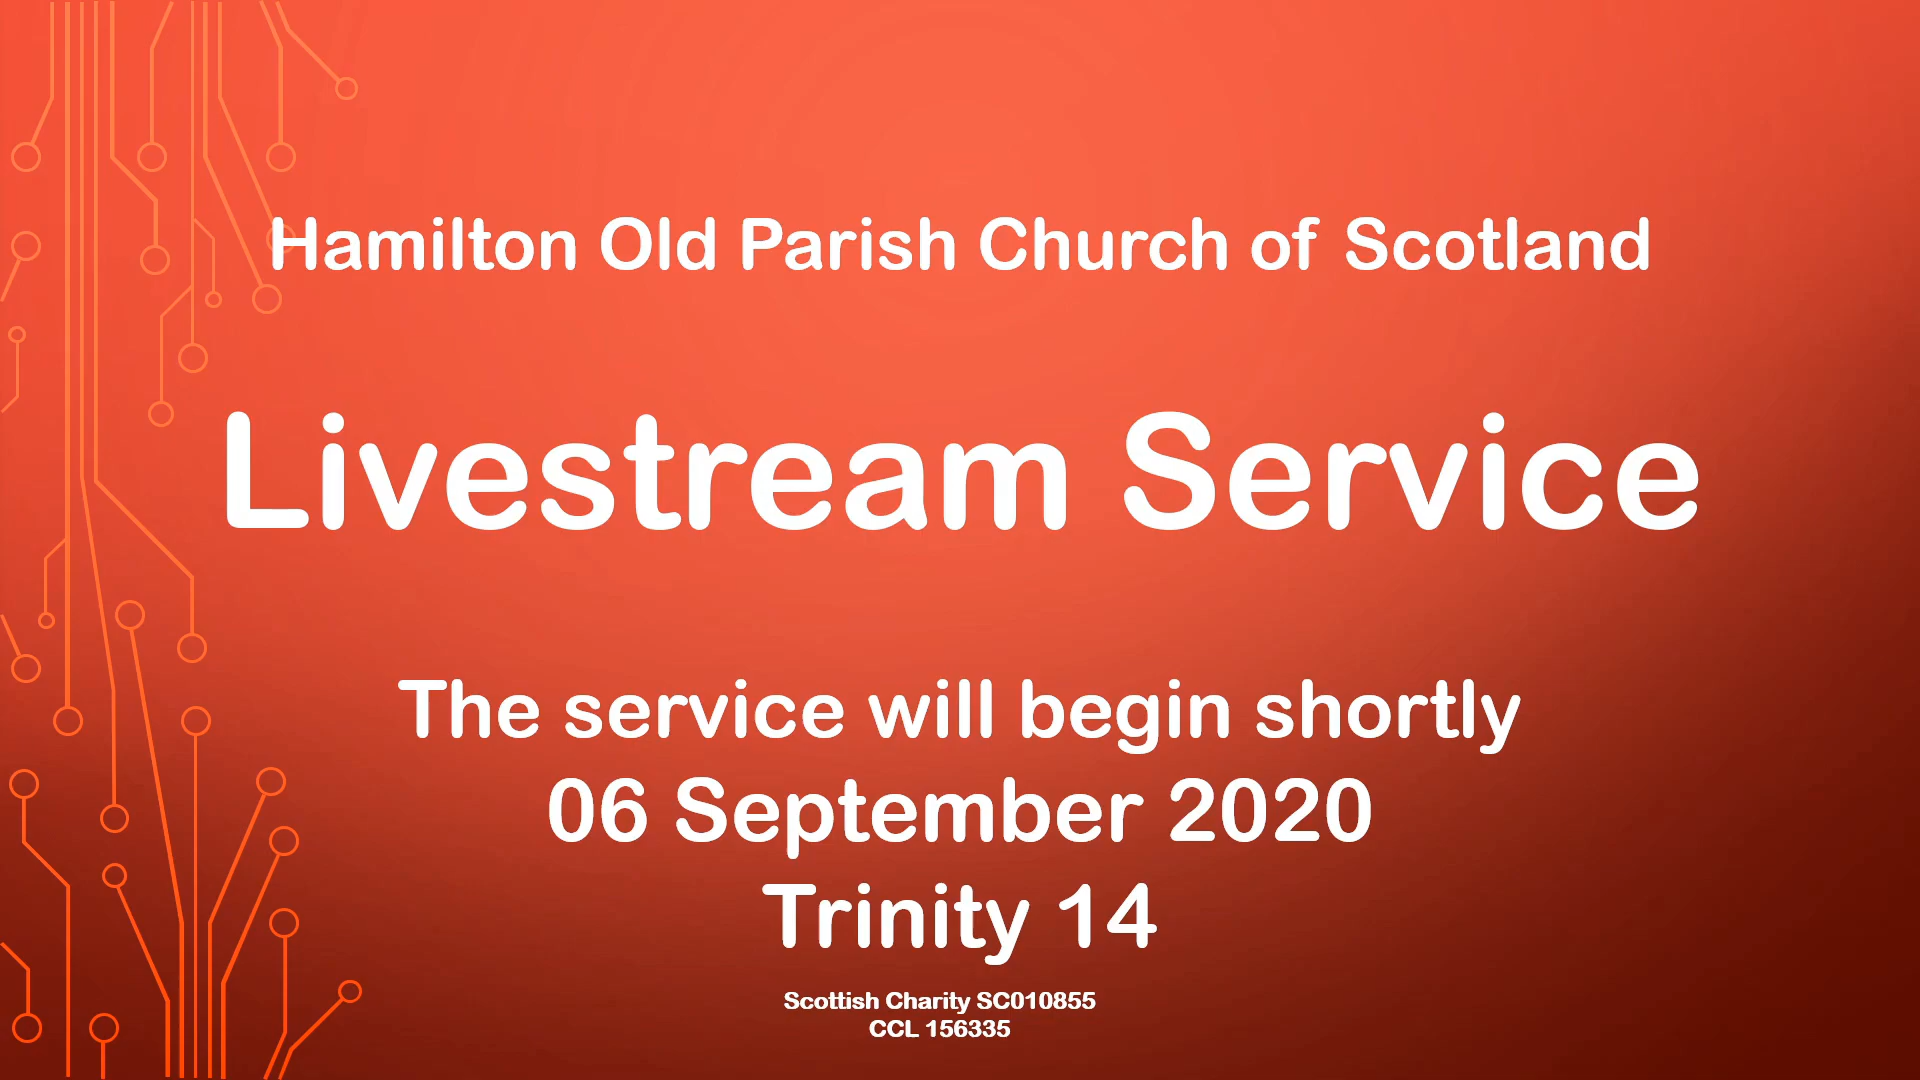 Hamilton Old Parish Church of Scotland
Livestream Service
The service will begin shortly
06 September 2020
Trinity 14
Scottish Charity SC010855
CCL 156335